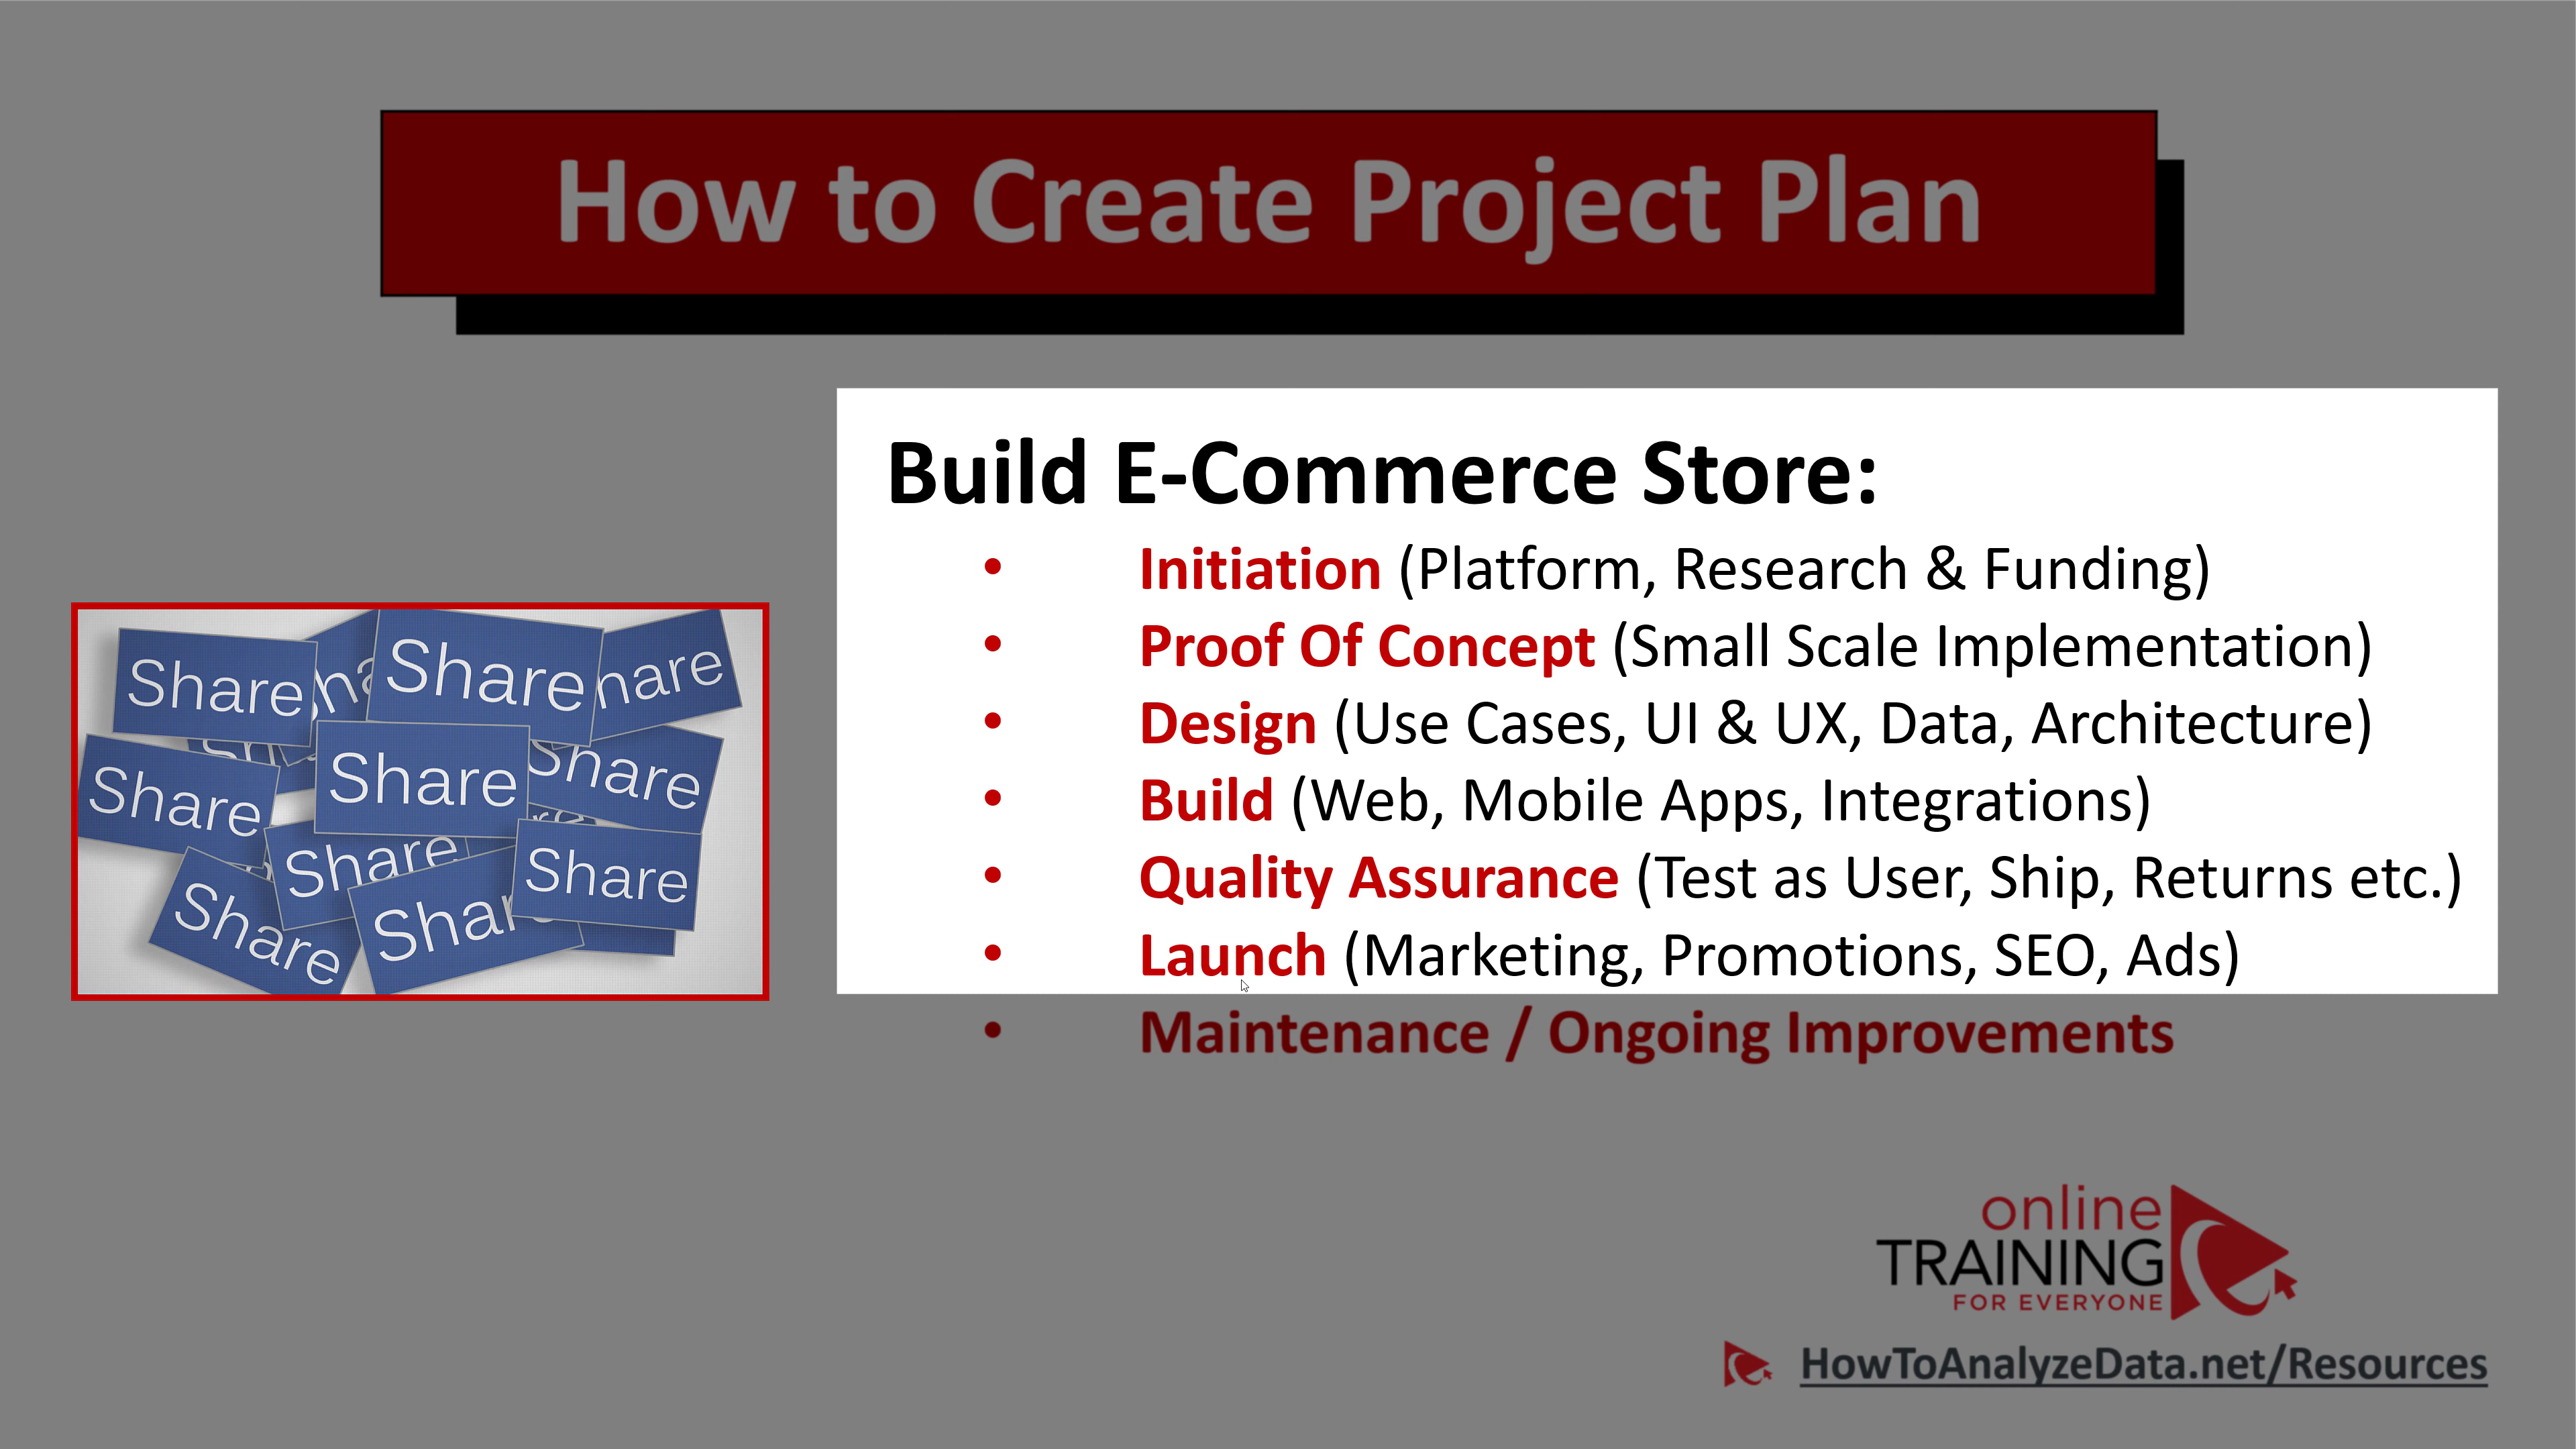 How to Create Project Plan
Build E-Commerce Store:
• Initiation (Platform, Research & Funding)
• Proof Of Concept (Small Scale Implementation)
• Design (Use Cases, UI & UX, Data, Architecture)
• Build (Web, Mobile Apps, Integrations)
• Quality Assurance (Test as User, Ship, Returns etc.)
• Launch (Marketing, Promotions, SEO, Ads)
• Maintenance / Ongoing Improvements
Share
Share
hare
Share
Share
Share
Share
Share
Share
Shar
online
TRAINING
FOR EVERYONE
HowToAnalyzeData.net/Resources